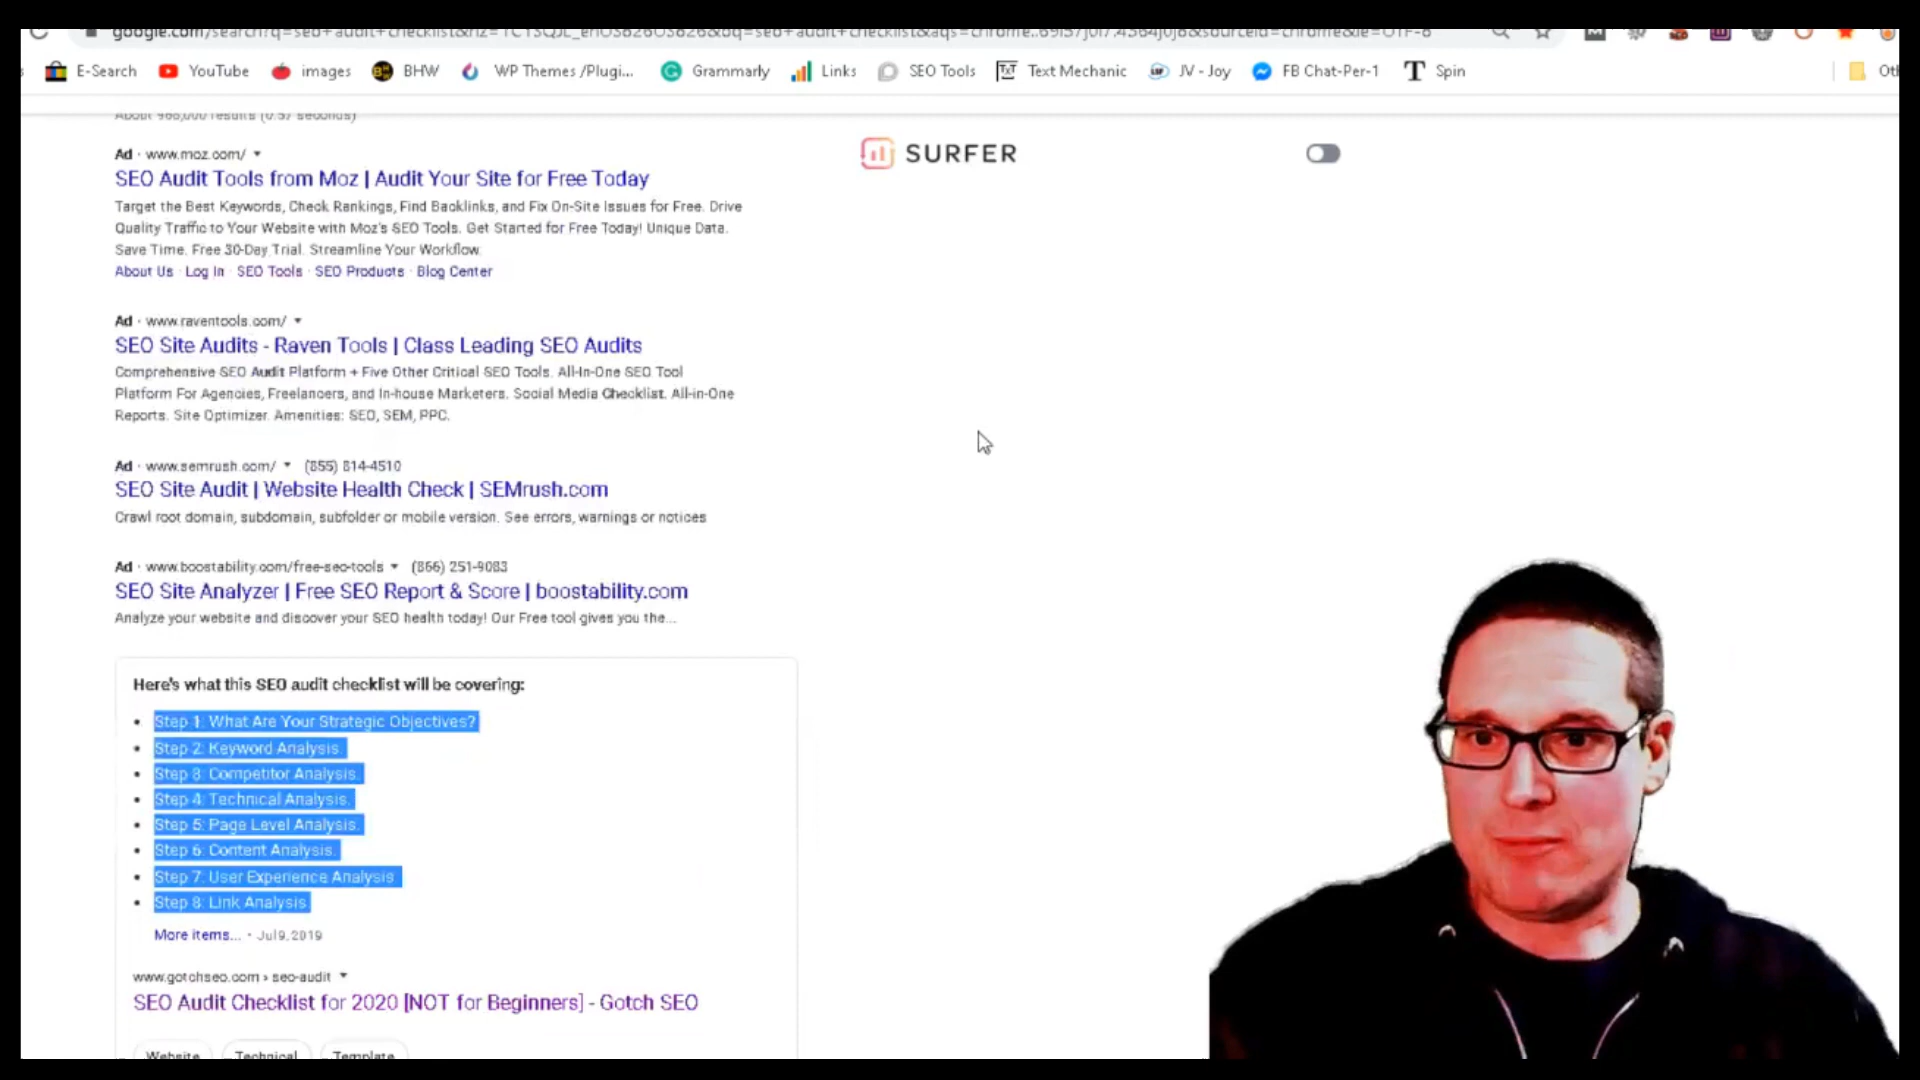 E-Search YouTube images BHW WP Themes /Plugi... Grammarly Links SEO Tools Text Mechanic JV - Joy FB Chat-Per-1 Spin
SURFER
Ad · www.moz.com/
SEO Audit Tools from Moz | Audit Your Site for Free Today
Target the Best Keywords, Check Rankings, Find Backlinks, and Fix On-Site Issues for Free. Drive
Quality Traffic to Your Website with Moz's SEO Tools. Get Started for Free Today! Unique Data.
Save Time. Free 30-Day Trial. Streamline Your Workflow.
About Us · Log In · SEO Tools · SEO Products · Blog Center
Ad · www.raventools.com/
SEO Site Audits - Raven Tools | Class Leading SEO Audits
Comprehensive SEO Audit Platform + Five Other Critical SEO Tools. All-In-One SEO Tool
Platform For Agencies, Freelancers, and In-house Marketers. Social Media Checklist. All-in-One
Reports. Site Optimizer. Amenities: SEO, SEM, PPC.
Ad · www.semrush.com/ (855) 814-4510
SEO Site Audit | Website Health Check | SEMrush.com
Crawl root domain, subdomain, subfolder or mobile version. See errors, warnings or notices
Ad · www.boostability.com/free-seo-tools (866) 251-9083
SEO Site Analyzer | Free SEO Report & Score | boostability.com
Analyze your website and discover your SEO health today! Our Free tool gives you the...
Here's what this SEO audit checklist will be covering:
Step 1: What Are Your Strategic Objectives?
Step 2: Keyword Analysis.
Step 3: Competitor Analysis.
Step 4: Technical Analysis.
Step 5: Page Level Analysis.
Step 6: Content Analysis.
Step 7: User Experience Analysis.
Step 8: Link Analysis.
More items... · Jul 9, 2019
www.gotchseo.com › seo-audit
SEO Audit Checklist for 2020 [NOT for Beginners] - Gotch SEO
Website Technical Template